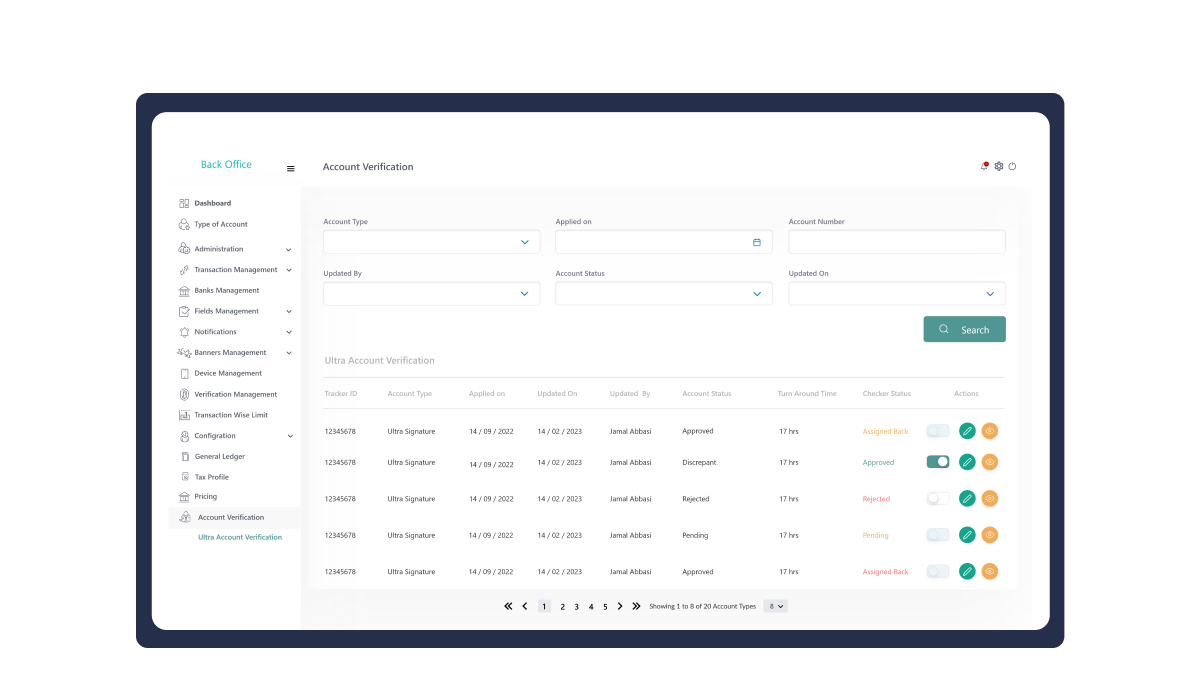 Back Office
Account Verification
Dashboard
Type of Account
Administration
Transaction Management
Banks Management
Fields Management
Notifications
Banners Management
Device Management
Verification Management
Transaction Wise Limit
Configration
General Ledger
Tax Profile
Pricing
Account Verification
Ultra Account Verification
Account Type Applied on Account Number
Updated By Account Status Updated On
Search
Ultra Account Verification
Tracker ID Account Type Applied on Updated On Updated By Account Status Turn Around Time Checker Status Actions
12345678 Ultra Signature 14 / 09 / 2022 14 / 02 / 2023 Jamal Abbasi Approved 17 hrs Assigned Back
12345678 Ultra Signature 14 / 09 / 2022 14 / 02 / 2023 Jamal Abbasi Discrepant 17 hrs Approved
12345678 Ultra Signature 14 / 09 / 2022 14 / 02 / 2023 Jamal Abbasi Rejected 17 hrs Rejected
12345678 Ultra Signature 14 / 09 / 2022 14 / 02 / 2023 Jamal Abbasi Pending 17 hrs Pending
12345678 Ultra Signature 14 / 09 / 2022 14 / 02 / 2023 Jamal Abbasi Approved 17 hrs Assigned Back
1 2 3 4 5 Showing 1 to 8 of 20 Account Types 8